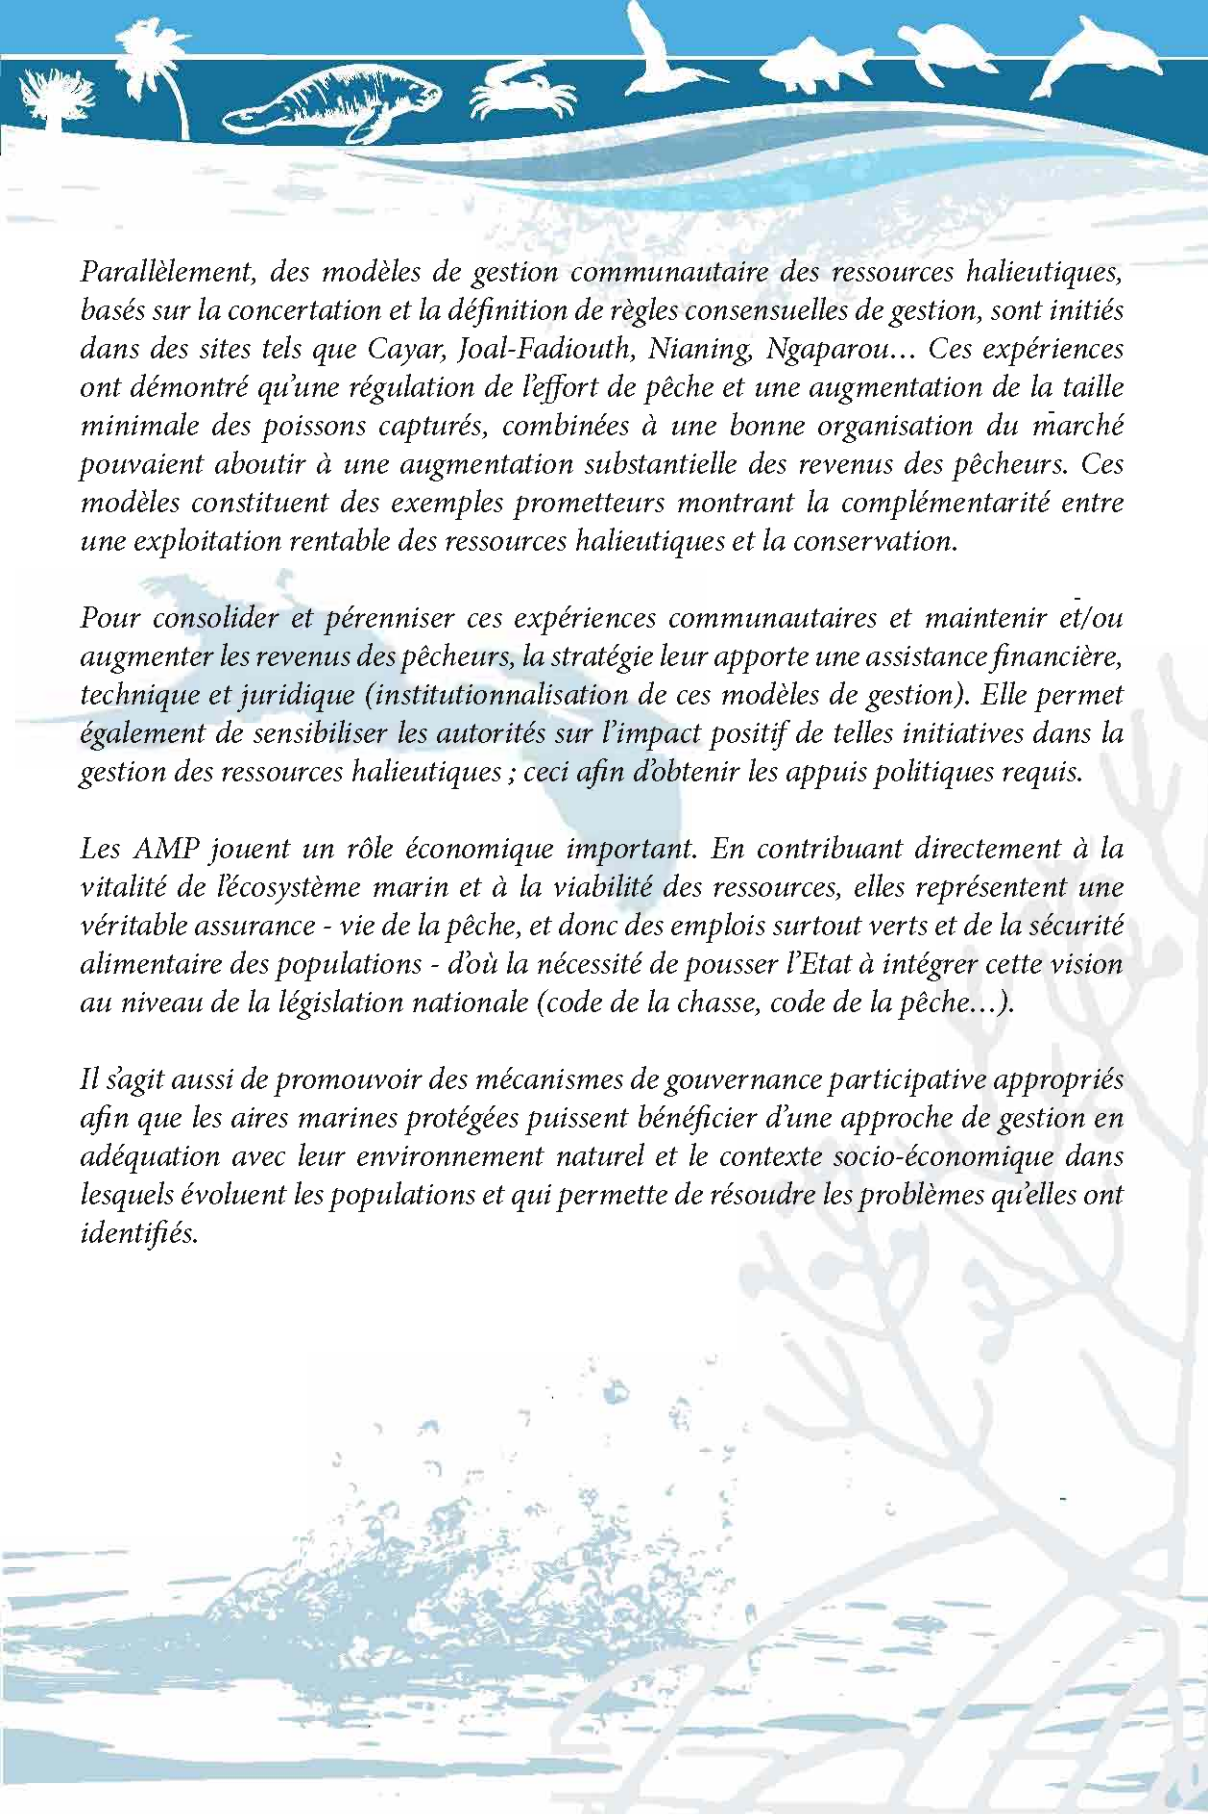 Parallèlement, des modèles de gestion communautaire des ressources halieutiques,
basés sur la concertation et la définition de règles consensuelles de gestion, sont initiés
dans des sites tels que Cayar, Joal-Fadiouth, Nianing, Ngaparou… Ces expériences
ont démontré qu’une régulation de l’effort de pêche et une augmentation de la taille
minimale des poissons capturés, combinées à une bonne organisation du marché
pouvaient aboutir à une augmentation substantielle des revenus des pêcheurs. Ces
modèles constituent des exemples prometteurs montrant la complémentarité entre
une exploitation rentable des ressources halieutiques et la conservation.
Pour consolider et pérenniser ces expériences communautaires et maintenir et/ou
augmenter les revenus des pêcheurs, la stratégie leur apporte une assistance financière,
technique et juridique (institutionnalisation de ces modèles de gestion). Elle permet
également de sensibiliser les autorités sur l’impact positif de telles initiatives dans la
gestion des ressources halieutiques ; ceci afin d’obtenir les appuis politiques requis.
Les AMP jouent un rôle économique important. En contribuant directement à la
vitalité de l’écosystème marin et à la viabilité des ressources, elles représentent une
véritable assurance - vie de la pêche, et donc des emplois surtout verts et de la sécurité
alimentaire des populations - d’où la nécessité de pousser l’Etat à intégrer cette vision
au niveau de la législation nationale (code de la chasse, code de la pêche…).
Il s’agit aussi de promouvoir des mécanismes de gouvernance participative appropriés
afin que les aires marines protégées puissent bénéficier d’une approche de gestion en
adéquation avec leur environnement naturel et le contexte socio-économique dans
lesquels évoluent les populations et qui permette de résoudre les problèmes qu’elles ont
identifiés.